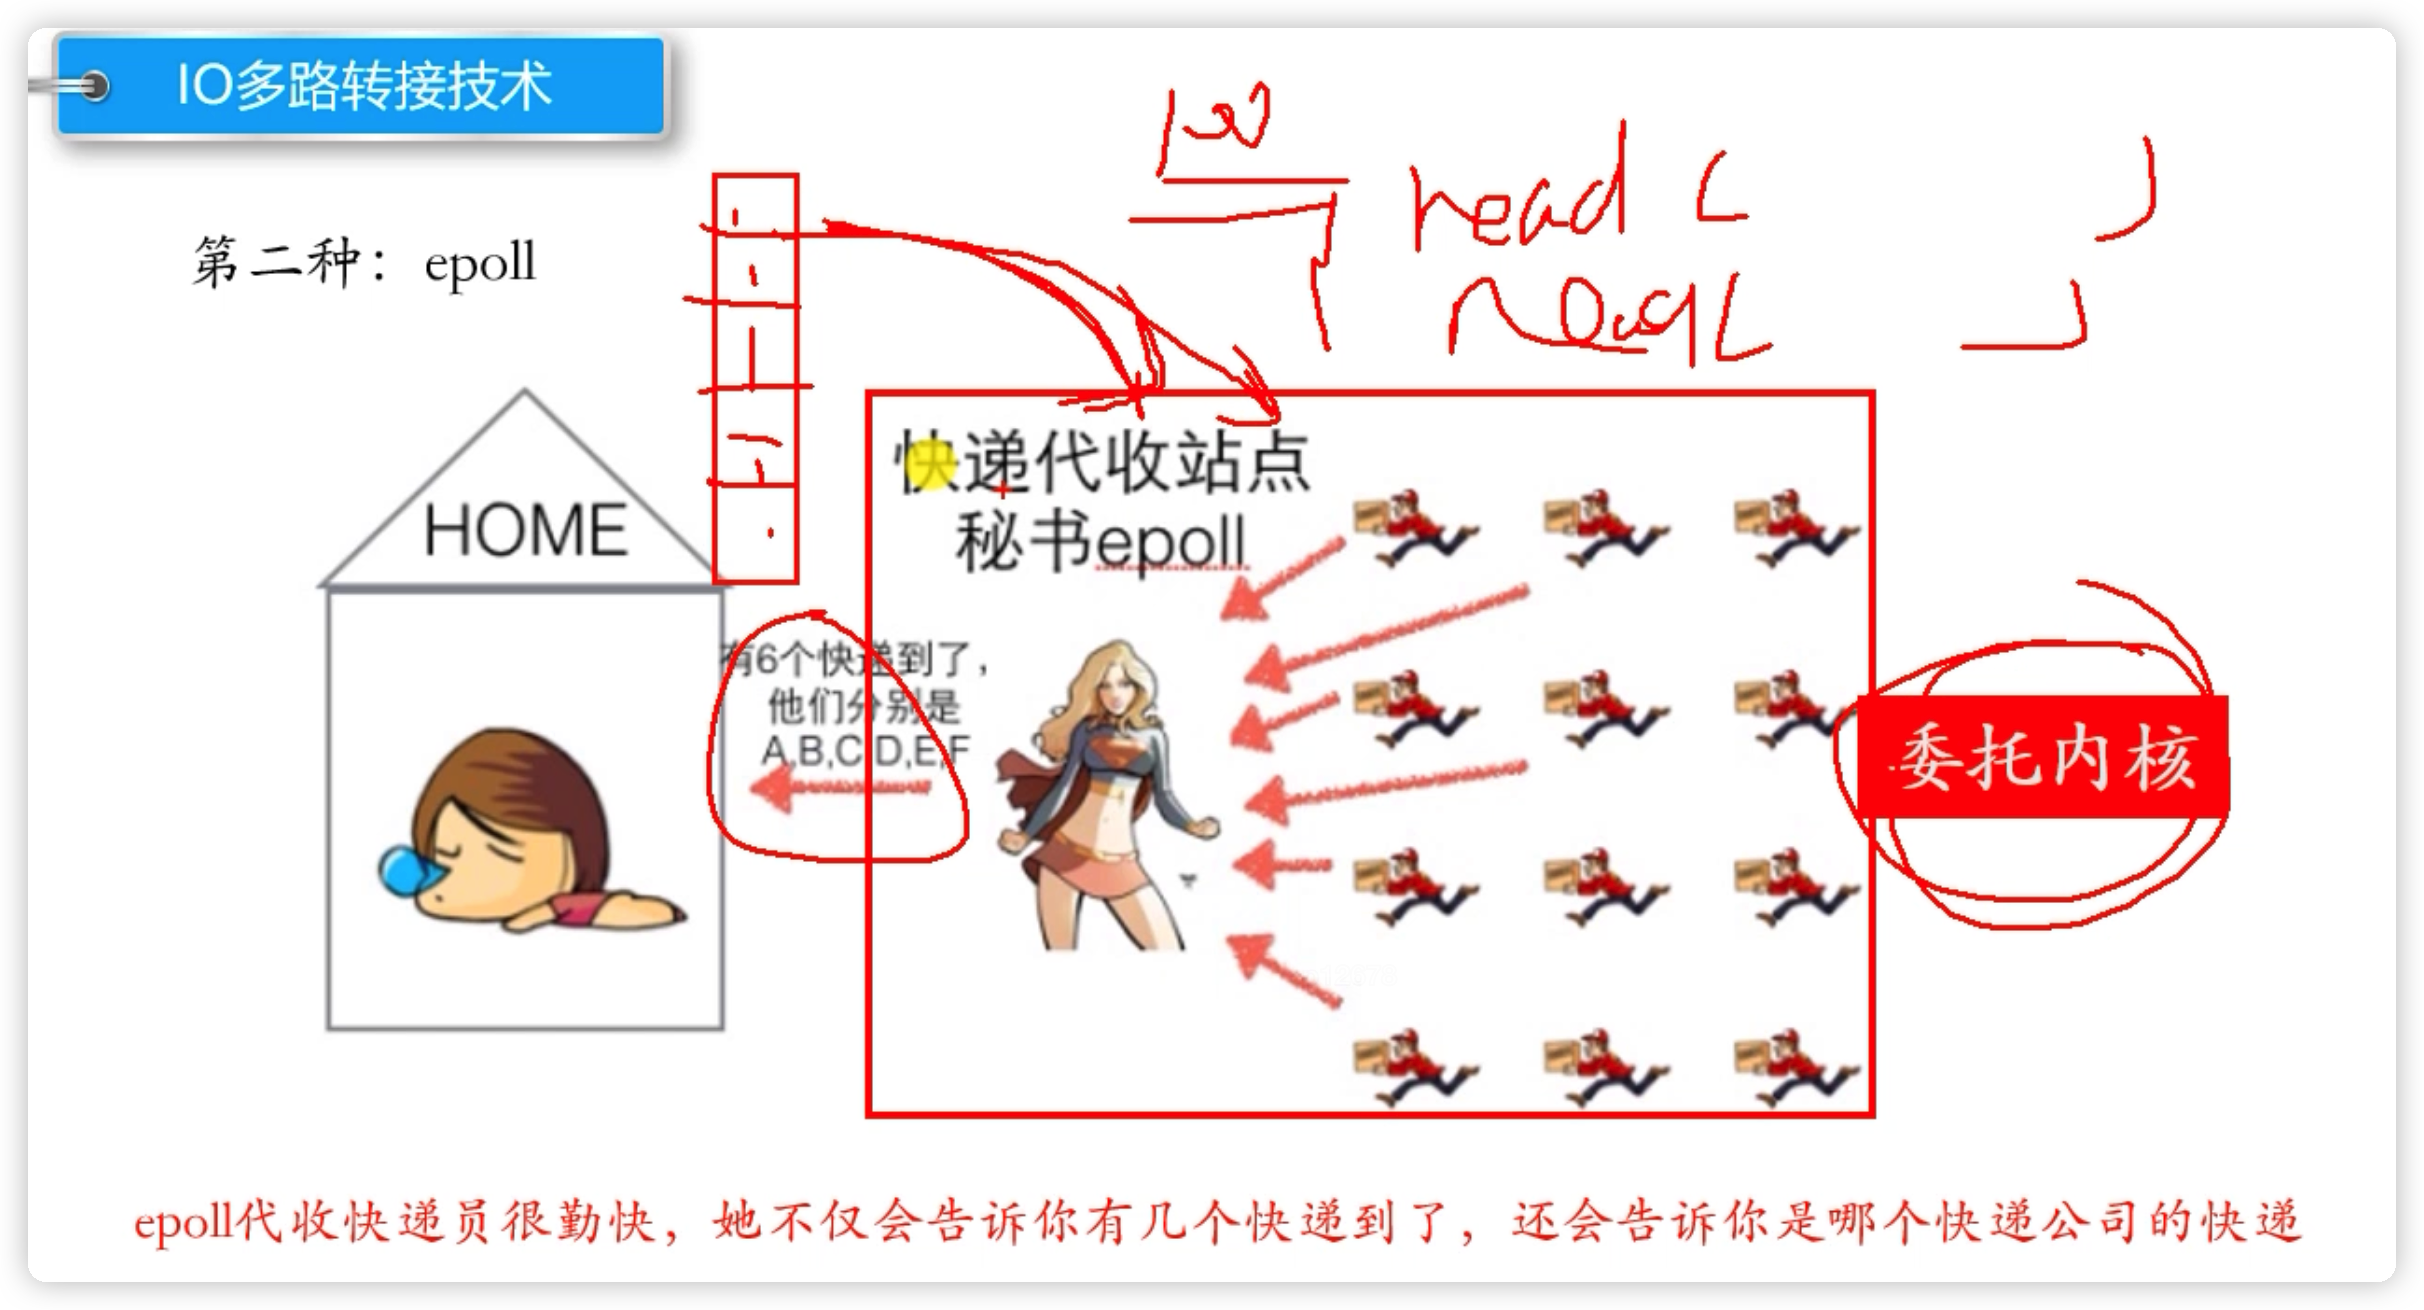 IO多路转接技术
100
read (          )
第二种：epoll
read(          )
快递代收站点
秘书epoll
HOME
有6个快递到了，
他们分别是
A,B,C,D,E,F
委托内核
epoll代收快递员很勤快，她不仅会告诉你有几个快递到了，还会告诉你是哪个快递公司的快递